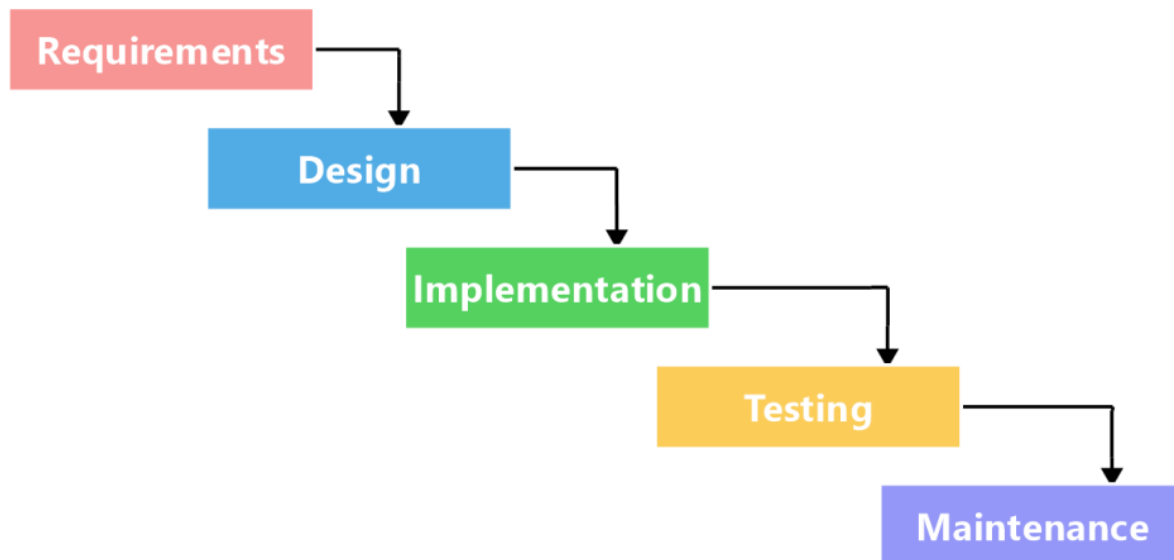 Requirements
Design
Implementation
Testing
Maintenance